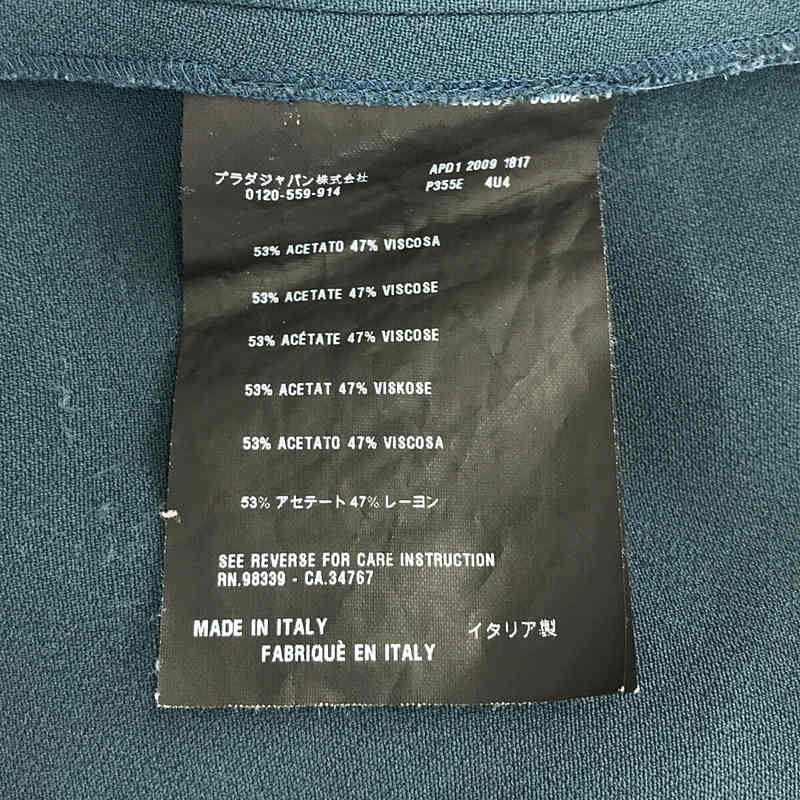 プラダジャパン株式会社
0120-559-914
APD1 2009 1817
P355E 4U4
53% ACETATO 47% VISCOSA
53% ACETATE 47% VISCOSE
53% ACÉTATE 47% VISCOSE
53% ACETAT 47% VISKOSE
53% ACETATO 47% VISCOSA
53% アセテート 47% レーヨン
SEE REVERSE FOR CARE INSTRUCTION
RN.98339 - CA.34767
MADE IN ITALY イタリア製
FABRIQUÈ EN ITALY